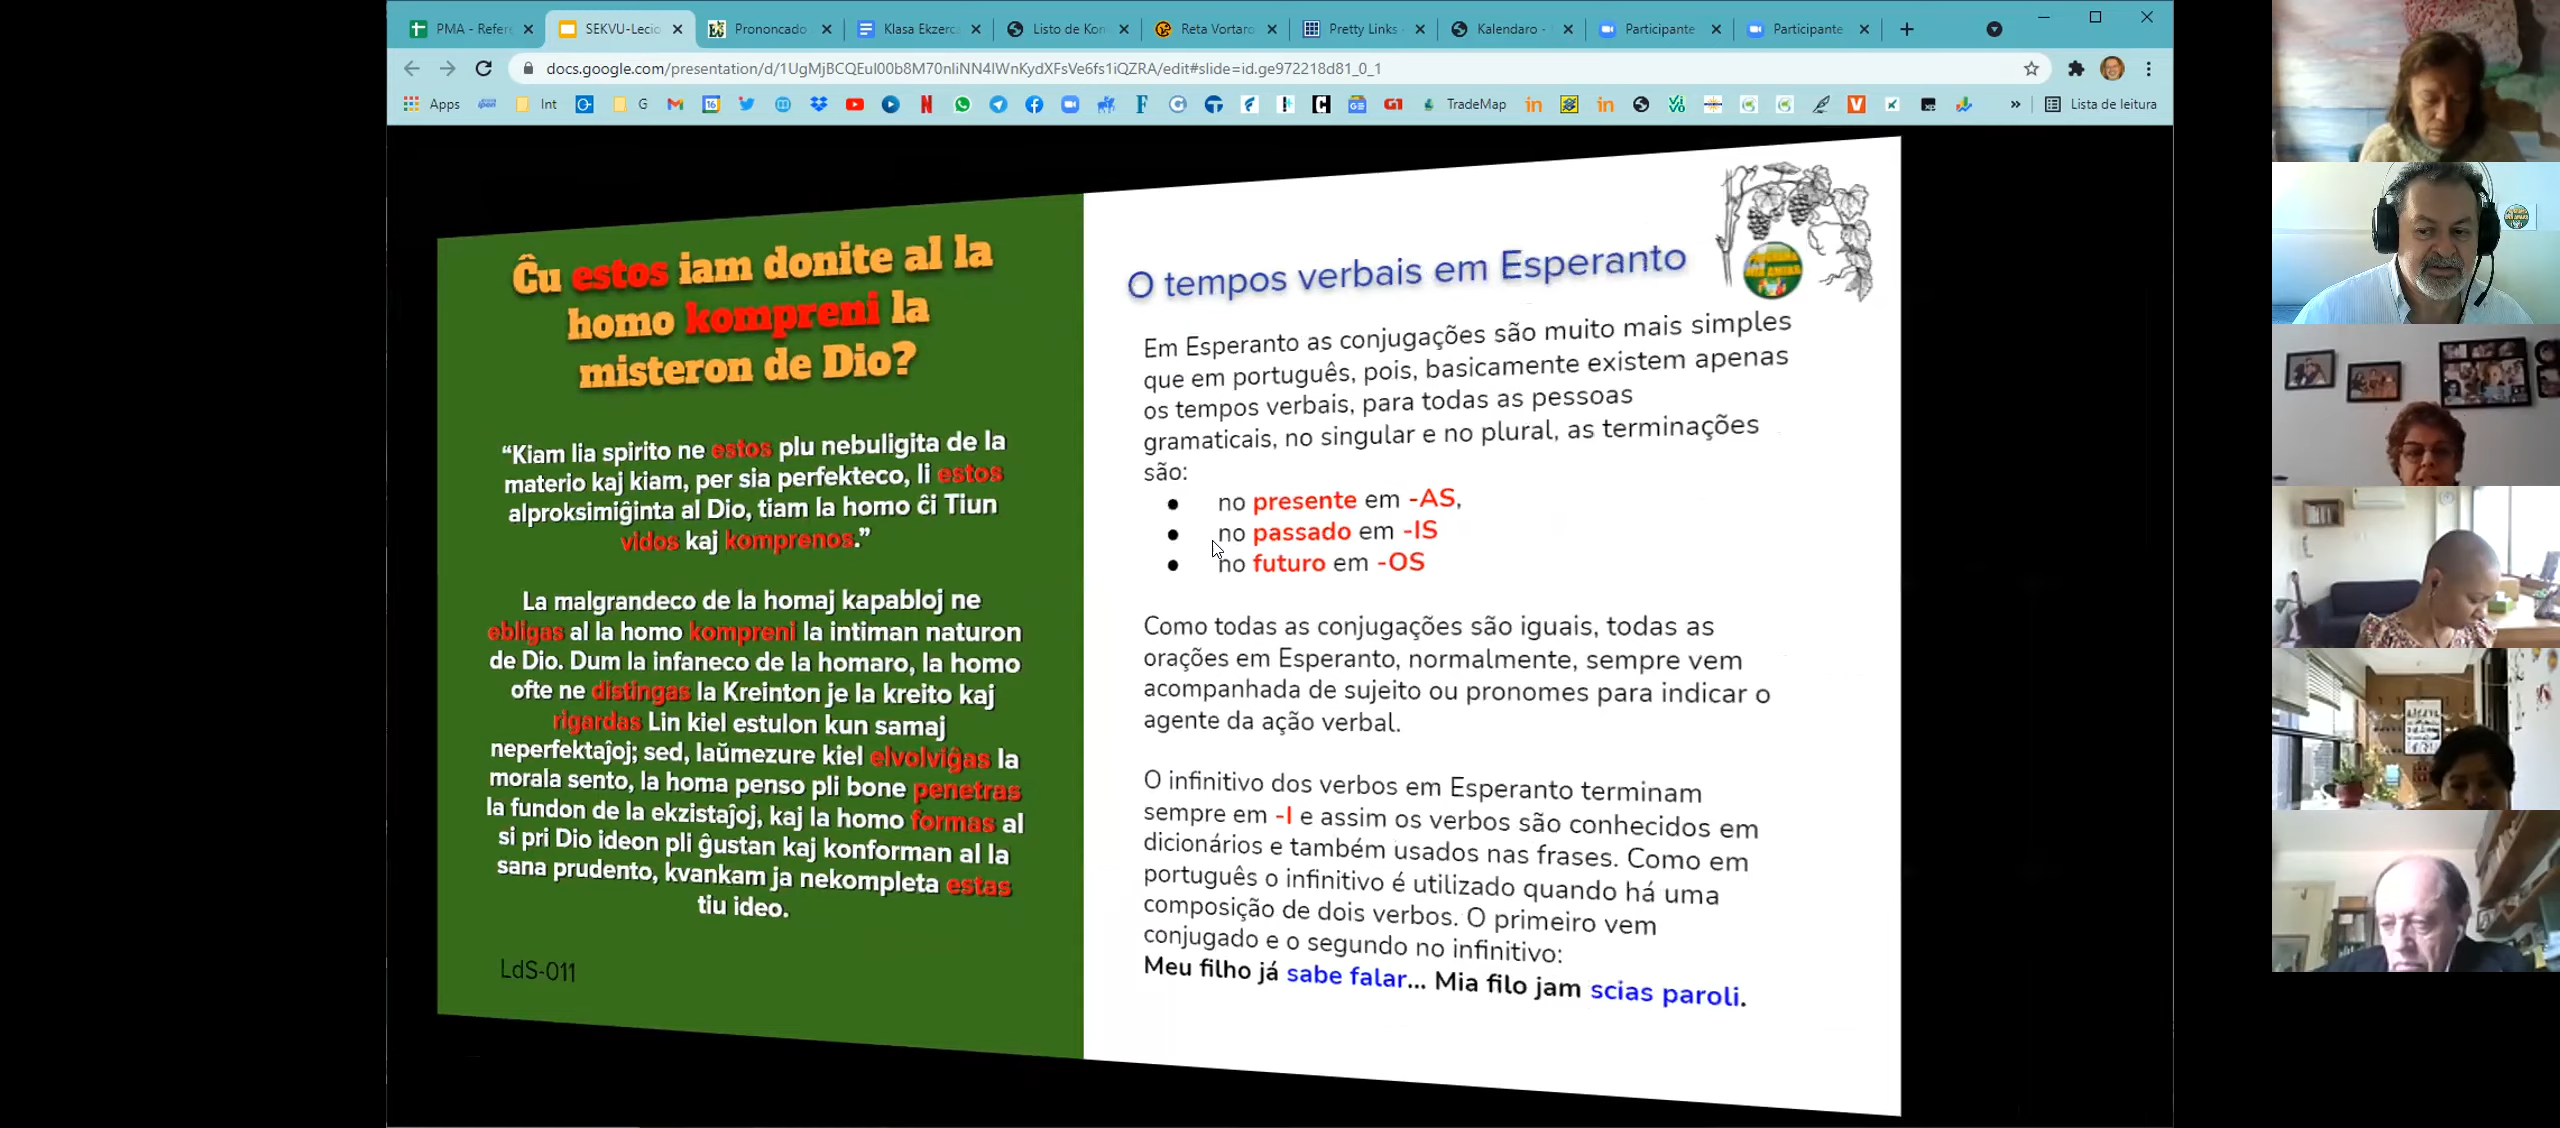 PMA - Refere
SEKVU-Lecio
Prononcado
Klasa Ekzerc
Listo de Kon
Reta Vortaro
Pretty Links -
Kalendaro -
Participante
Participante
docs.google.com/presentation/d/1UgMjBCQEul00b8M70nliNN4lWnKydXFsVe6fs1iQZRA/edit#slide=id.ge972218d81_0_1
Apps
Int
G
TradeMap
Lista de leitura
Ĉu estos iam donite al la
homo kompreni la
misteron de Dio?
“Kiam lia spirito ne estos plu nebuligita de la
materio kaj kiam, per sia perfekteco, li estos
alproksimiĝinta al Dio, tiam la homo ĉi Tiun
vidos kaj komprenos.”
La malgrandeco de la homaj kapabloj ne
ebligas al la homo kompreni la intiman naturon
de Dio. Dum la infaneco de la homaro, la homo
ofte ne distingas la Kreinton je la kreito kaj
rigardas Lin kiel estulon kun samaj
neperfektaĵoj; sed, laŭmezure kiel elvolviĝas la
morala sento, la homa penso pli bone penetras
la fundon de la ekzistaĵoj, kaj la homo formas al
si pri Dio ideon pli ĝustan kaj konforman al la
sana prudento, kvankam ja nekompleta estas
tiu ideo.
LdS-011
O tempos verbais em Esperanto
Em Esperanto as conjugações são muito mais simples
que em português, pois, basicamente existem apenas
os tempos verbais, para todas as pessoas
gramaticais, no singular e no plural, as terminações
são:
● no presente em -AS,
● no passado em -IS
● no futuro em -OS
Como todas as conjugações são iguais, todas as
orações em Esperanto, normalmente, sempre vem
acompanhada de sujeito ou pronomes para indicar o
agente da ação verbal.
O infinitivo dos verbos em Esperanto terminam
sempre em -I e assim os verbos são conhecidos em
dicionários e também usados nas frases. Como em
português o infinitivo é utilizado quando há uma
composição de dois verbos. O primeiro vem
conjugado e o segundo no infinitivo:
Meu filho já sabe falar... Mia filo jam scias paroli.